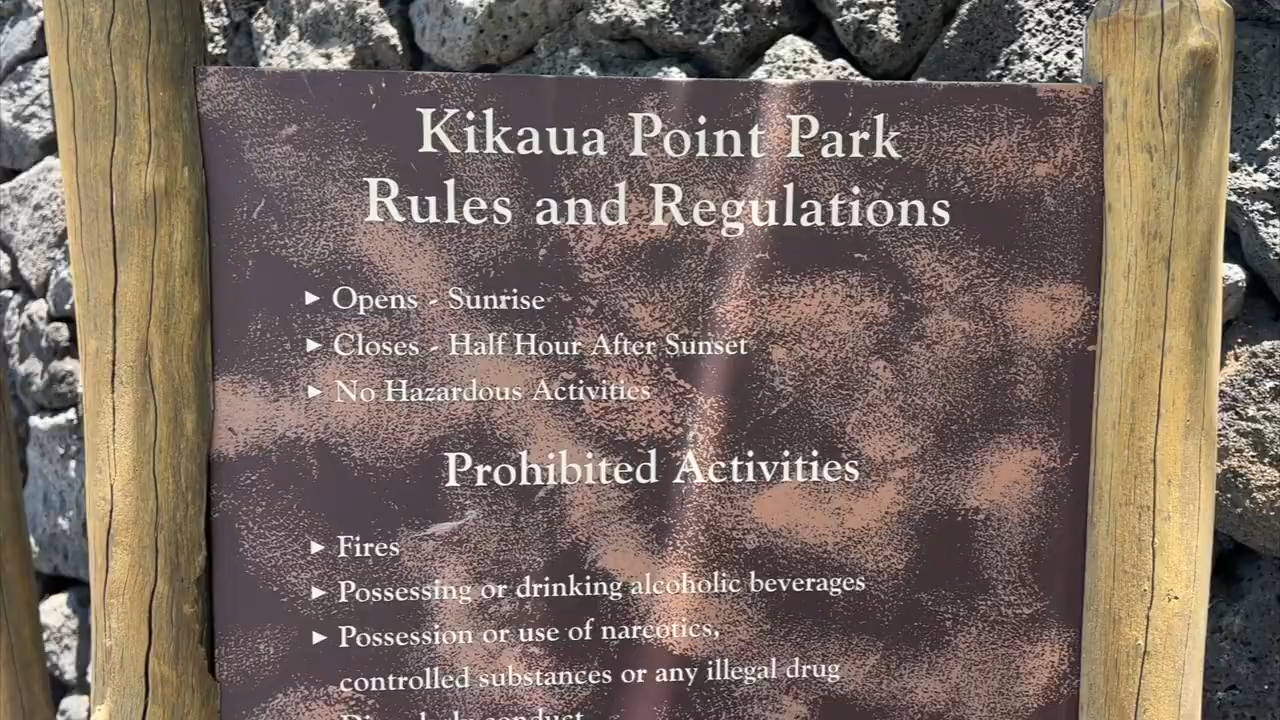 Kikaua Point Park
Rules and Regulations
► Opens - Sunrise
► Closes - Half Hour After Sunset
► No Hazardous Activities
Prohibited Activities
► Fires
► Possessing or drinking alcoholic beverages
► Possession or use of narcotics,
controlled substances or any illegal drug
conduct